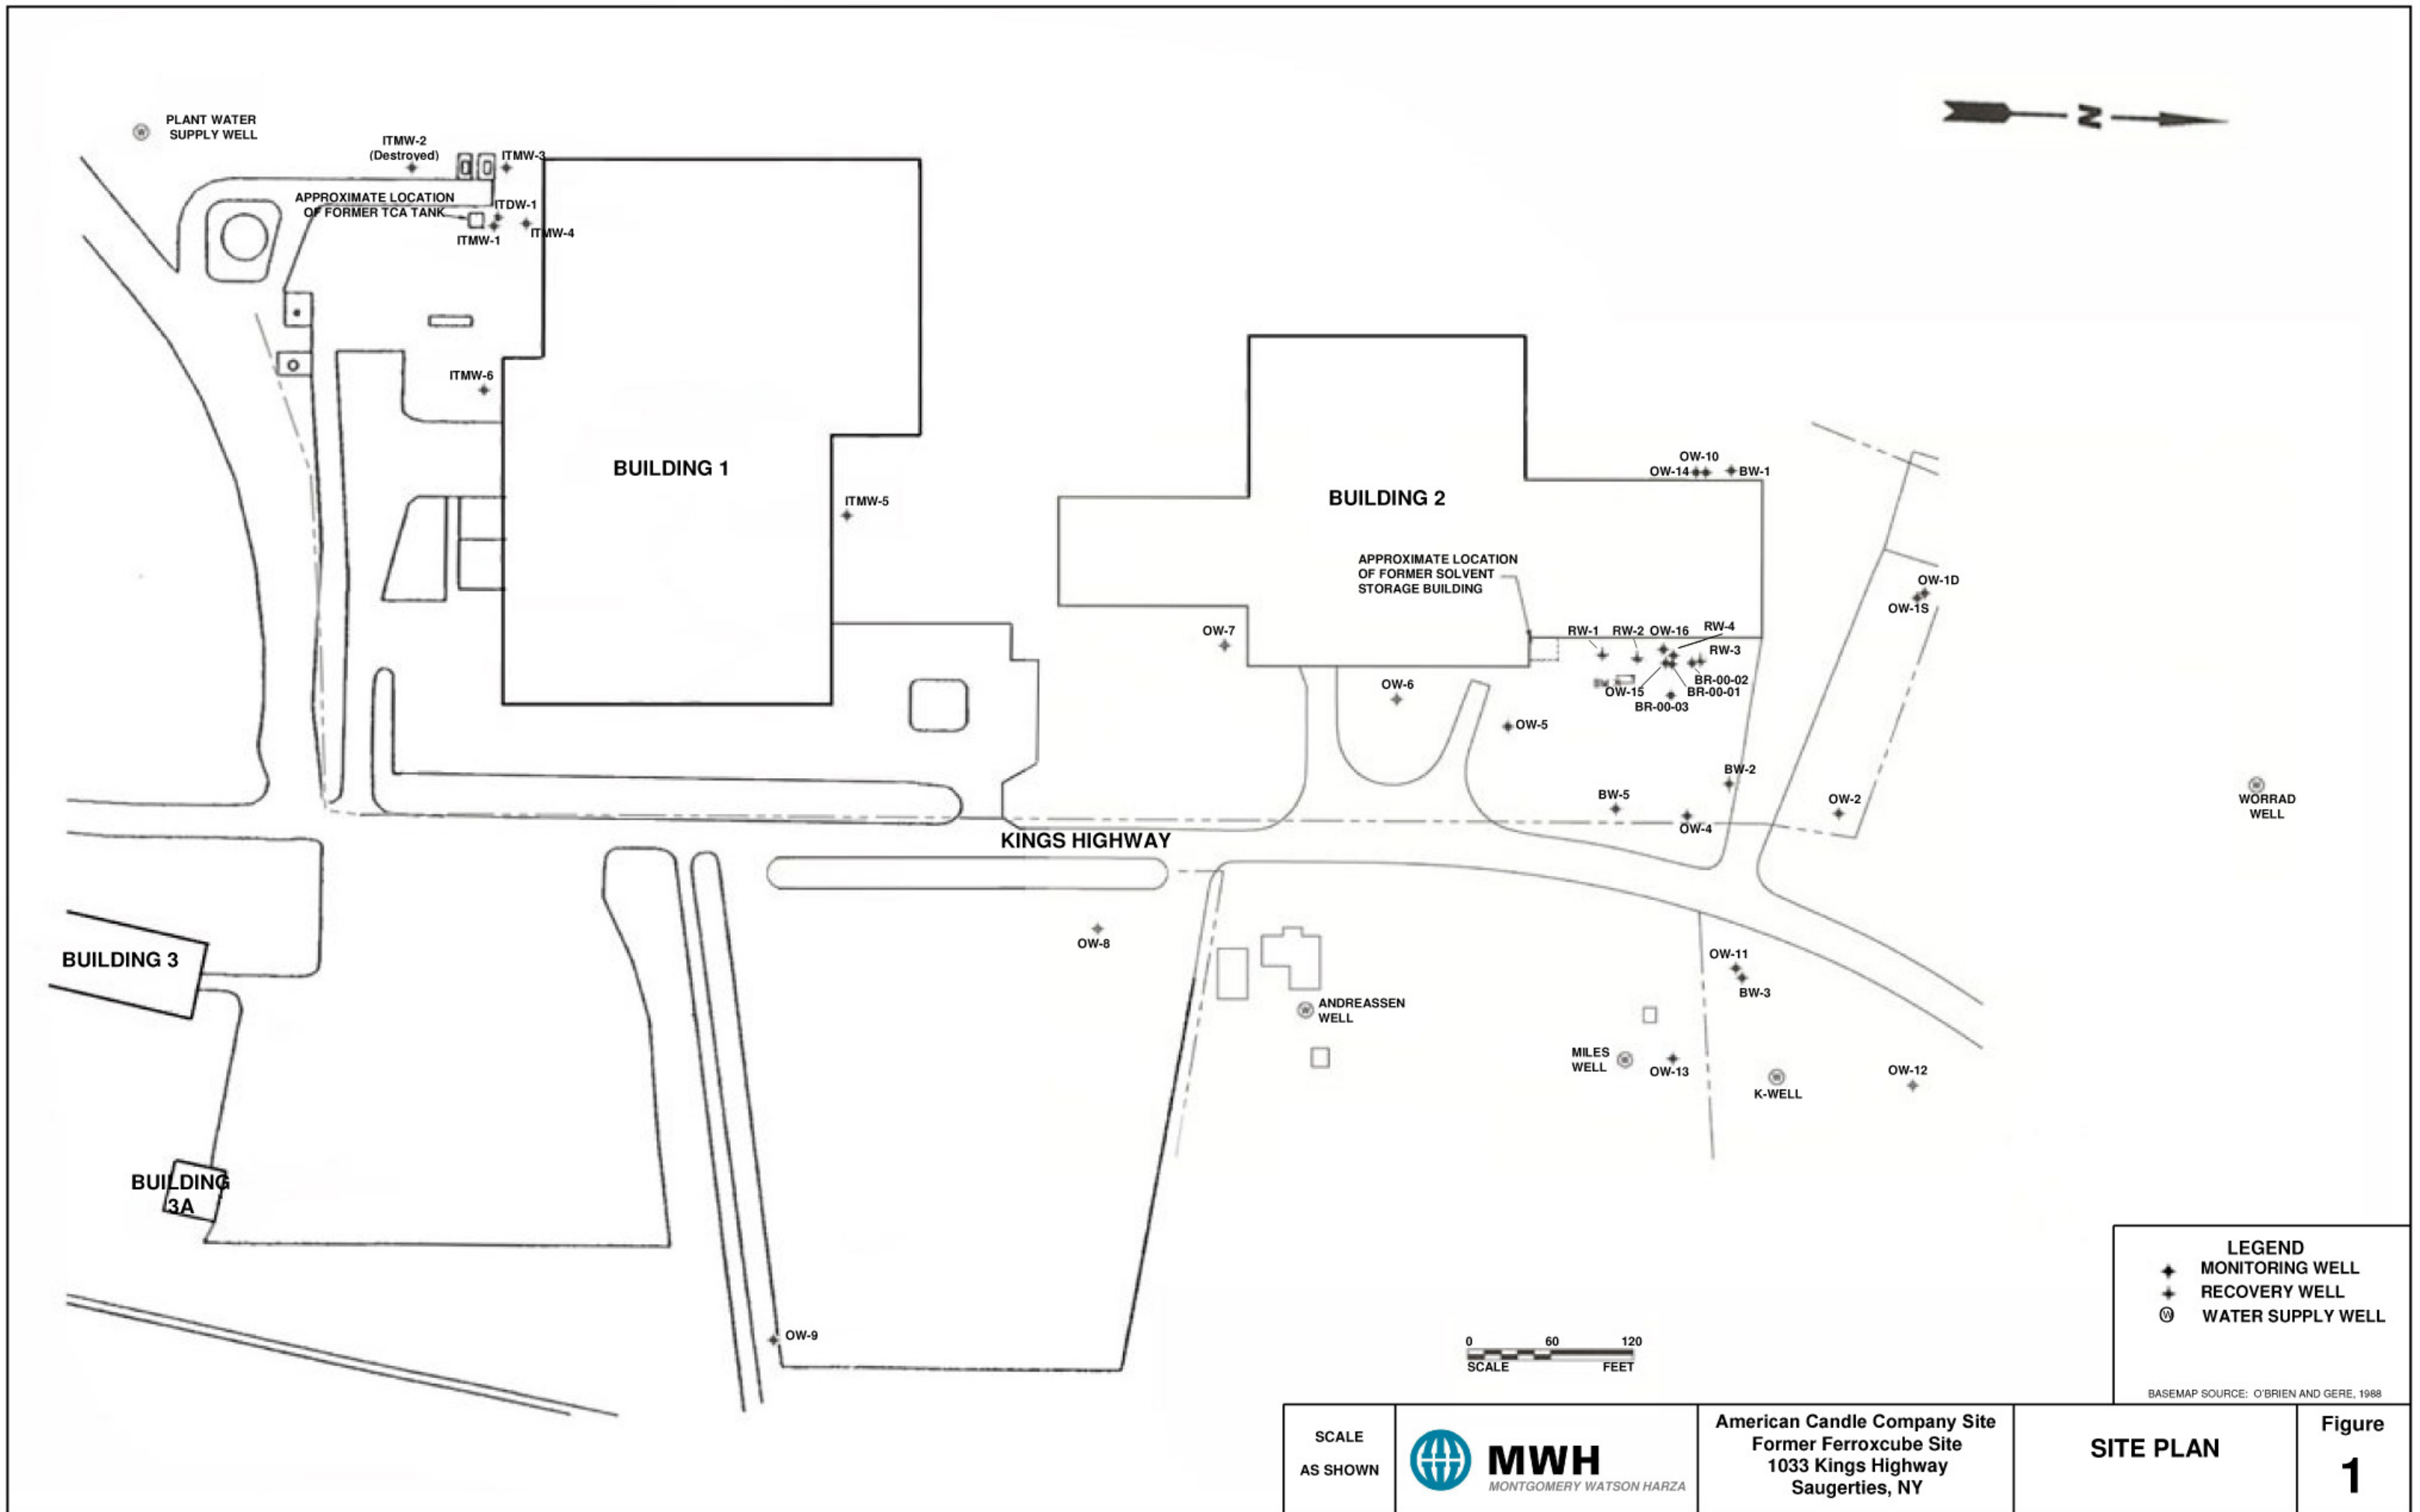 PLANT WATER
SUPPLY WELL
ITMW-2
(Destroyed)
ITMW-3
APPROXIMATE LOCATION
OF FORMER TCA TANK
ITDW-1
ITMW-1
ITMW-4
N
ITMW-6
BUILDING 1
ITMW-5
BUILDING 2
OW-10
OW-14
BW-1
APPROXIMATE LOCATION
OF FORMER SOLVENT
STORAGE BUILDING
OW-1D
OW-1S
OW-7
RW-1
RW-2
OW-16
RW-4
RW-3
BR-00-02
OW-15
BR-00-01
BR-00-03
OW-6
OW-5
BW-2
BW-5
OW-4
OW-2
WORRAD
WELL
KINGS HIGHWAY
BUILDING 3
OW-8
OW-11
BW-3
ANDREASSEN
WELL
MILES
WELL
OW-13
K-WELL
OW-12
BUILDING
3A
OW-9
LEGEND
MONITORING WELL
RECOVERY WELL
W WATER SUPPLY WELL
0 60 120
SCALE FEET
BASEMAP SOURCE: O'BRIEN AND GERE, 1988
SCALE
AS SHOWN
MWH
MONTGOMERY WATSON HARZA
American Candle Company Site
Former Ferroxcube Site
1033 Kings Highway
Saugerties, NY
SITE PLAN
Figure
1